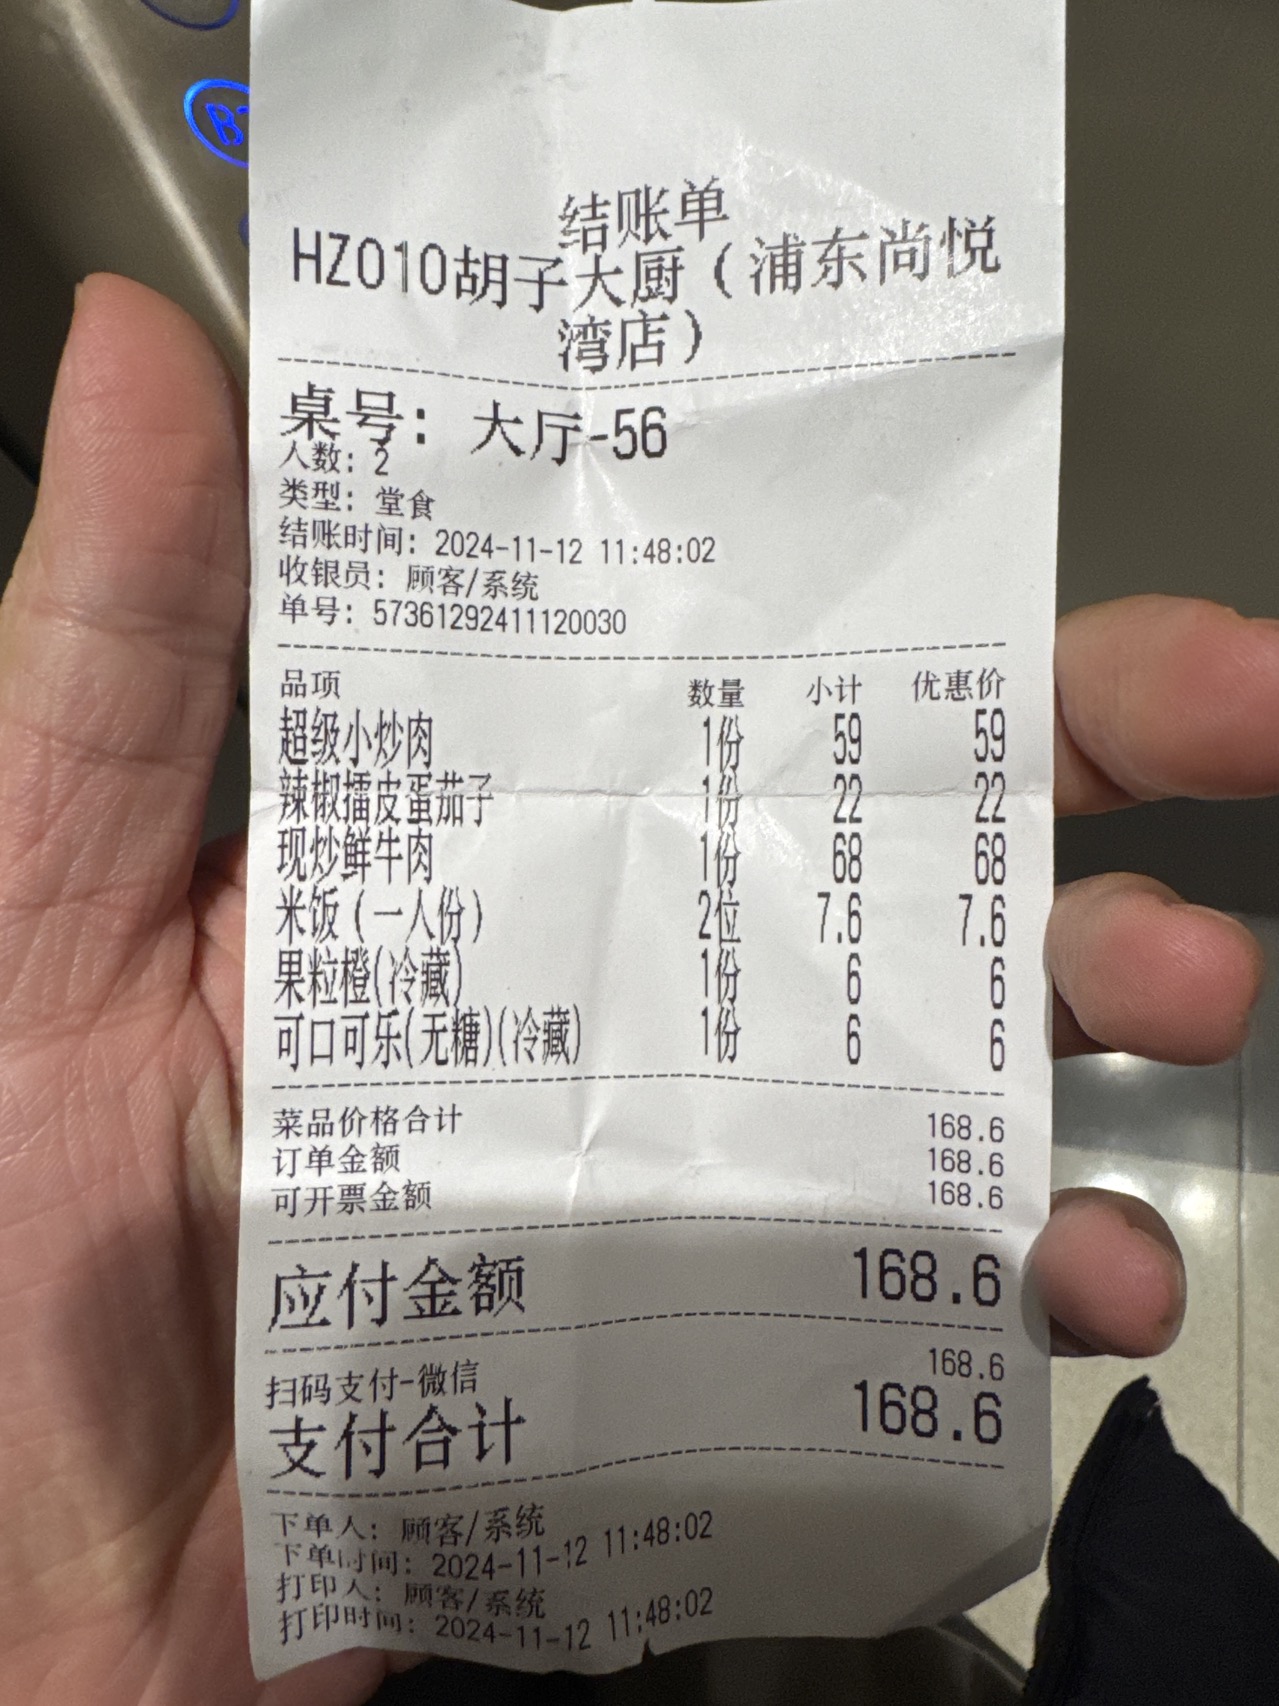 结账单
HZ010胡子大厨（浦东尚悦
湾店）
桌号：大厅-56
人数：2
类型：堂食
结账时间：2024-11-12 11:48:02
收银员：顾客/系统
单号：57361292411120030
品项 数量 小计 优惠价
超级小炒肉 1份 59 59
辣椒擂皮蛋茄子 1份 22 22
现炒鲜牛肉 1份 68 68
米饭（一人份） 2位 7.6 7.6
果粒橙(冷藏) 1份 6 6
可口可乐(无糖)(冷藏) 1份 6 6
菜品价格合计 168.6
订单金额 168.6
可开票金额 168.6
应付金额 168.6
扫码支付-微信 168.6
支付合计 168.6
下单人：顾客/系统
下单时间：2024-11-12 11:48:02
打印人：顾客/系统
打印时间：2024-11-12 11:48:02